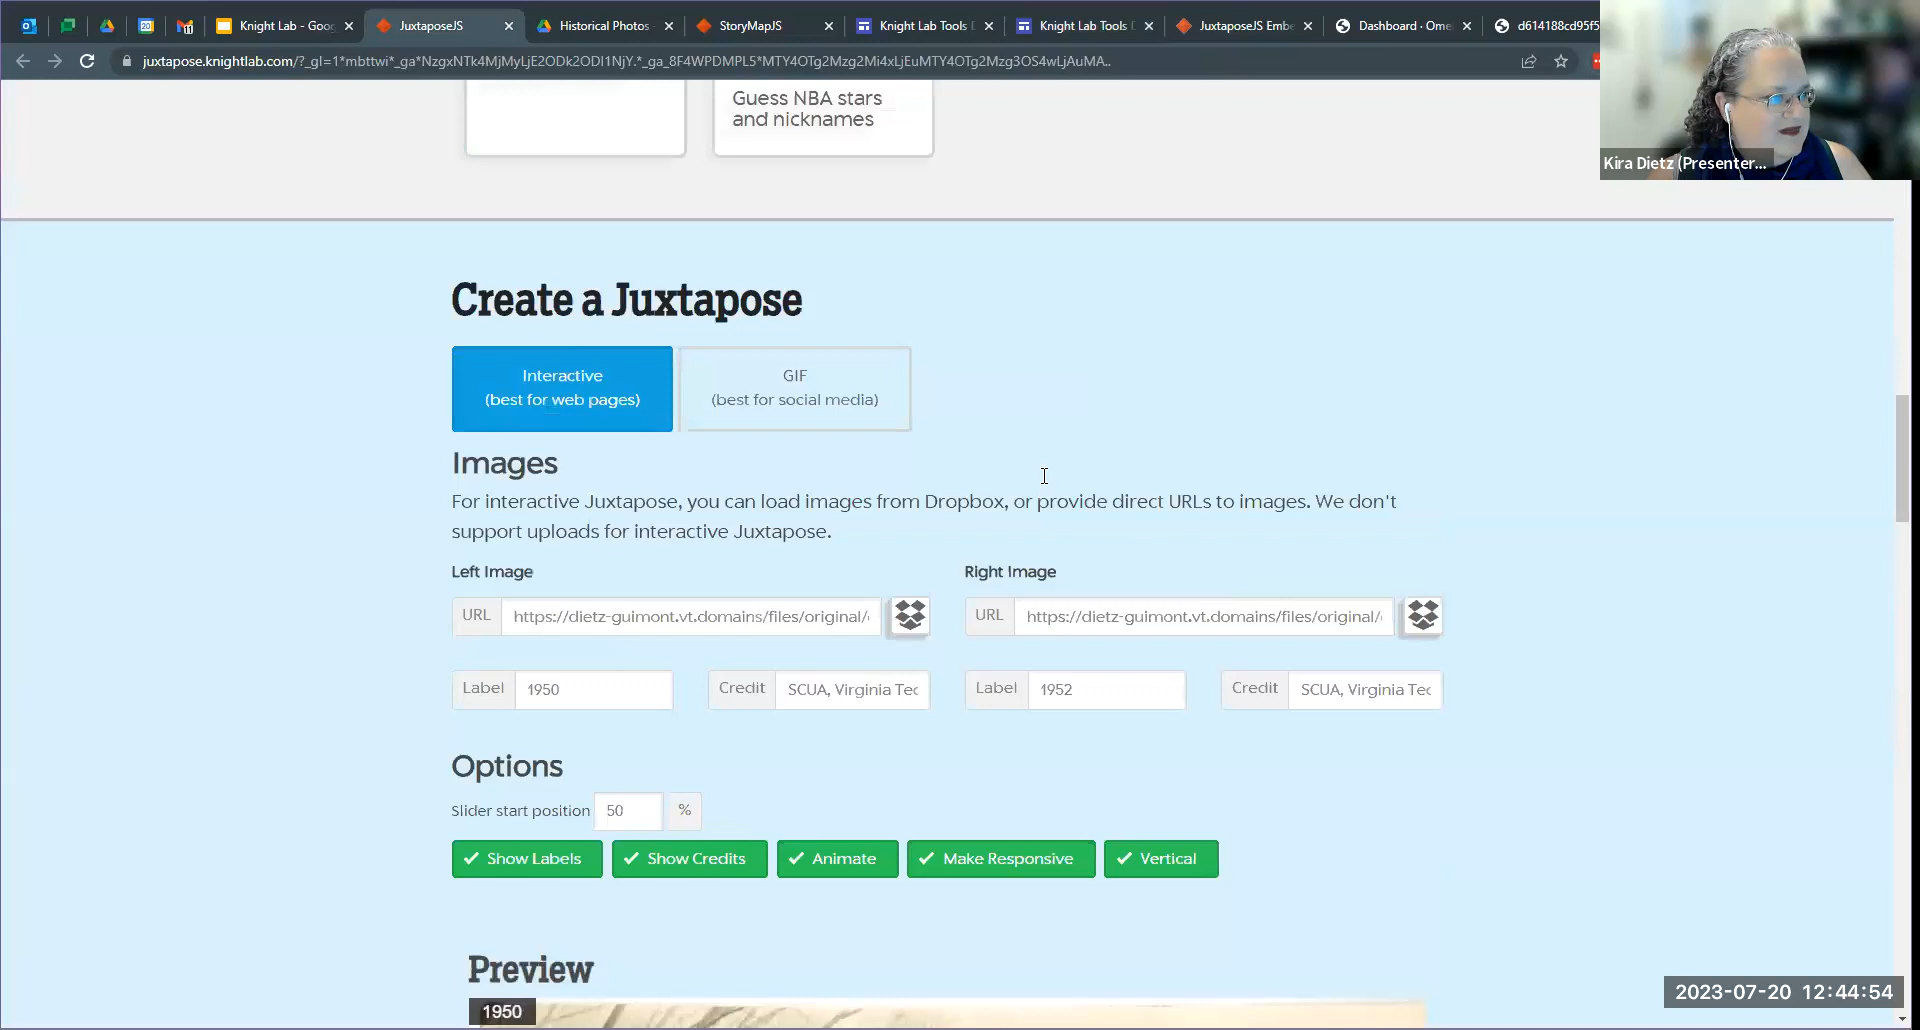 Knight Lab - Goog
JuxtaposeJS
Historical Photos
StoryMapJS
Knight Lab Tools
Knight Lab Tools
JuxtaposeJS Embe
Dashboard · Ome
d614188cd95f5
juxtapose.knightlab.com/?_gl=1*mbttwi*_ga*NzgxNTk4MjMyLjE2ODk2ODI1NjY.*_ga_8F4WPDMPL5*MTY4OTg2Mzg2Mi4xLjEuMTY4OTg2Mzg3OS4wLjAuMA..
Kira Dietz (Presenter...
Guess NBA stars
and nicknames
Create a Juxtapose
Interactive
(best for web pages)
GIF
(best for social media)
Images
For interactive Juxtapose, you can load images from Dropbox, or provide direct URLs to images. We don't
support uploads for interactive Juxtapose.
Left Image
Right Image
URL https://dietz-guimont.vt.domains/files/original/
URL https://dietz-guimont.vt.domains/files/original/
Label 1950
Credit SCUA, Virginia Tec
Label 1952
Credit SCUA, Virginia Tec
Options
Slider start position 50 %
Show Labels
Show Credits
Animate
Make Responsive
Vertical
Preview
1950
2023-07-20 12:44:54